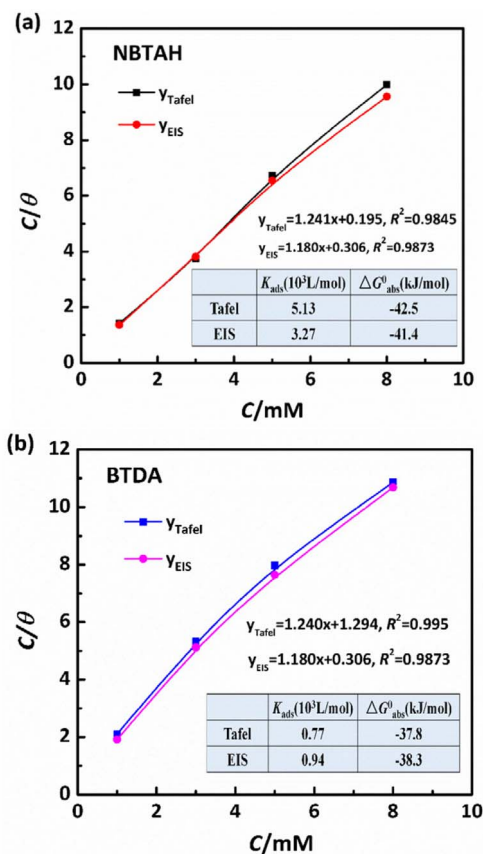 (a)
NBTAH
y_Tafel
y_EIS
C/θ
12
10
8
6
4
2
0
y_Tafel=1.241x+0.195, R²=0.9845
y_EIS=1.180x+0.306, R²=0.9873
K_ads(10³L/mol) △G⁰_abs(kJ/mol)
Tafel 5.13 -42.5
EIS 3.27 -41.4
0 2 4 6 8 10
C/mM
(b)
BTDA
y_Tafel
y_EIS
C/θ
12
10
8
6
4
2
0
y_Tafel=1.240x+1.294, R²=0.995
y_EIS=1.180x+0.306, R²=0.9873
K_ads(10³L/mol) △G⁰_abs(kJ/mol)
Tafel 0.77 -37.8
EIS 0.94 -38.3
0 2 4 6 8 10
C/mM